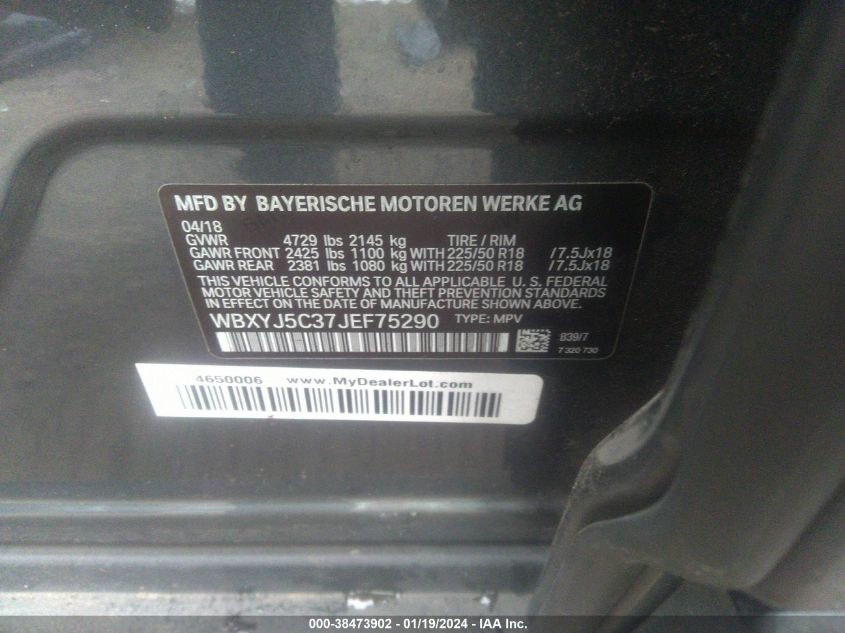 MFD BY BAYERISCHE MOTOREN WERKE AG
04/18
GVWR 4729 lbs 2145 kg TIRE / RIM
GAWR FRONT 2425 lbs 1100 kg WITH 225/50 R18 /7.5Jx18
GAWR REAR 2381 lbs 1080 kg WITH 225/50 R18 /7.5Jx18
THIS VEHICLE CONFORMS TO ALL APPLICABLE U. S. FEDERAL
MOTOR VEHICLE SAFETY AND THEFT PREVENTION STANDARDS
IN EFFECT ON THE DATE OF MANUFACTURE SHOWN ABOVE.
WBXYJ5C37JEF75290 TYPE: MPV
B39/7
7 320 730
4650006 www.MyDealerLot.com
000-38473902 - 01/19/2024 - IAA Inc.